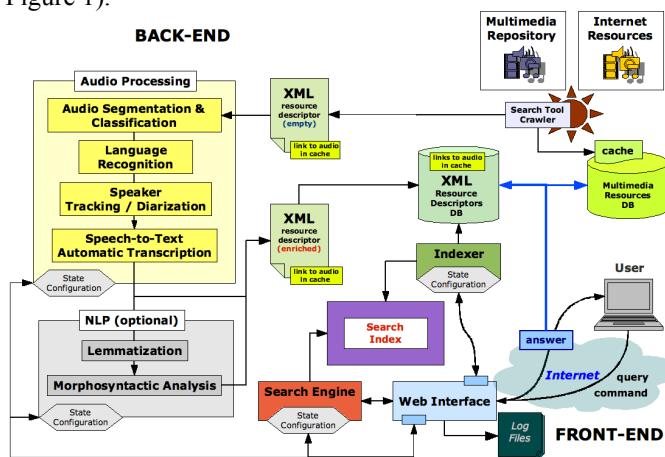 Figure 1).
BACK-END
Multimedia
Repository
Internet
Resources
Audio Processing
Audio Segmentation &
Classification
Language
Recognition
Speaker
Tracking / Diarization
Speech-to-Text
Automatic Transcription
State
Configuration
XML
resource
descriptor
(empty)
link to audio
in cache
Search Tool
Crawler
cache
Multimedia
Resources
DB
links to audio
in cache
XML
Resource
Descriptors
DB
XML
resource
descriptor
(enriched)
link to audio
in cache
Indexer
State
Configuration
User
NLP (optional)
Lemmatization
Morphosyntactic Analysis
State
Configuration
Search
Index
answer
Internet
query
command
Search Engine
State
Configuration
Web Interface
Log
Files
FRONT-END